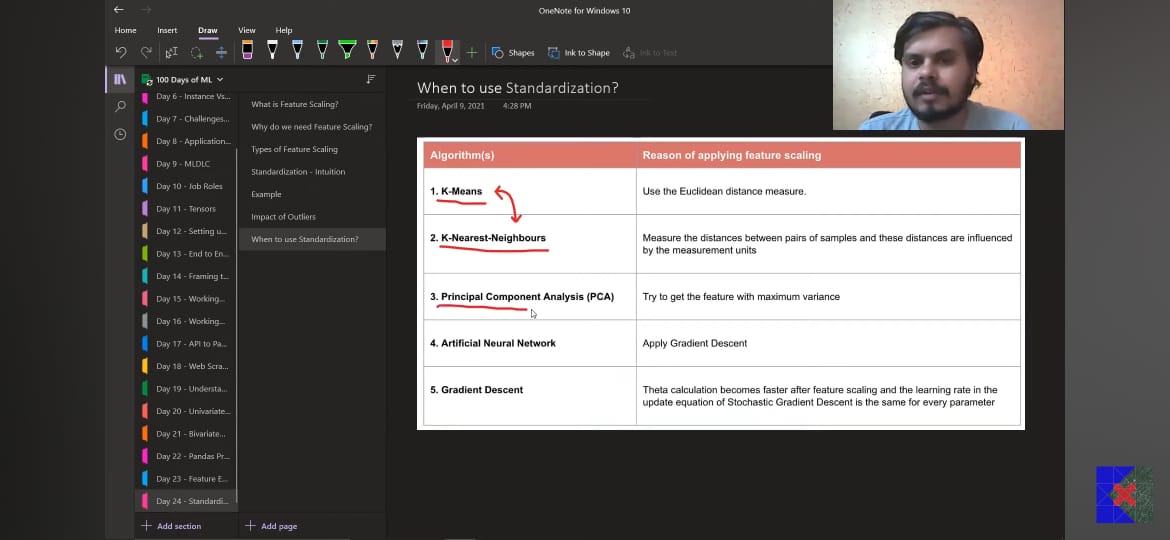 OneNote for Windows 10
Home Insert Draw View Help
Shapes Ink to Shape Ink to Text
100 Days of ML
Day 6 - Instance Vs...
Day 7 - Challenges...
Day 8 - Application...
Day 9 - MLDLC
Day 10 - Job Roles
Day 11 - Tensors
Day 12 - Setting u...
Day 13 - End to En...
Day 14 - Framing t...
Day 15 - Working...
Day 16 - Working...
Day 17 - API to Pa...
Day 18 - Web Scra...
Day 19 - Understa...
Day 20 - Univariate...
Day 21 - Bivariate...
Day 22 - Pandas Pr...
Day 23 - Feature E...
Day 24 - Standardi...
Add section
What is Feature Scaling?
Why do we need Feature Scaling?
Types of Feature Scaling
Standardization - Intuition
Example
Impact of Outliers
When to use Standardization?
Add page
When to use Standardization?
Friday, April 9, 2021 4:28 PM
Algorithm(s) Reason of applying feature scaling
1. K-Means Use the Euclidean distance measure.
2. K-Nearest-Neighbours Measure the distances between pairs of samples and these distances are influenced
by the measurement units
3. Principal Component Analysis (PCA) Try to get the feature with maximum variance
4. Artificial Neural Network Apply Gradient Descent
5. Gradient Descent Theta calculation becomes faster after feature scaling and the learning rate in the
update equation of Stochastic Gradient Descent is the same for every parameter